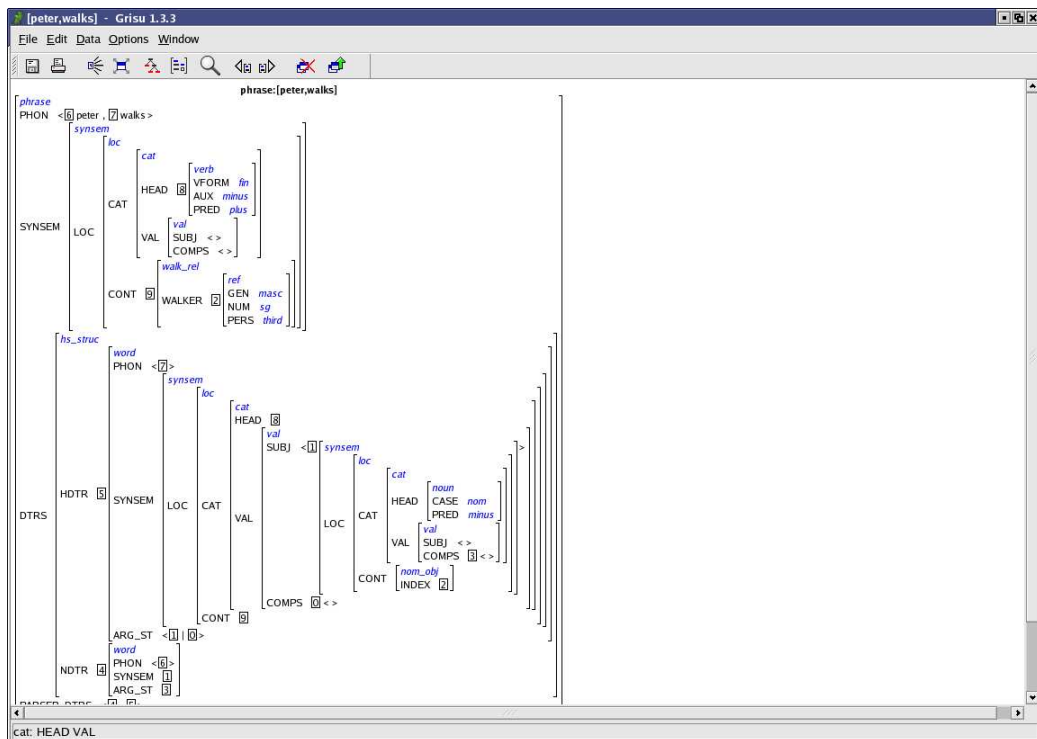 [peter,walks] - Grisu 1.3.3
File Edit Data Options Window
phrase:[peter,walks]
phrase
PHON <6 peter , 7 walks>
synsem
loc
cat
verb
VFORM fin
HEAD 8
AUX minus
PRED plus
CAT
val
SYNSEM LOC
VAL SUBJ < >
COMPS < >
walk_rel
ref
GEN masc
CONT 9 WALKER 2
NUM sg
PERS third
hs_struc
word
PHON <7>
synsem
loc
cat
HEAD 8
val
SUBJ <1 synsem >
loc
cat
noun
HEAD CASE nom
PRED minus
HDTR 5 SYNSEM LOC CAT VAL LOC CAT
DTRS
val
VAL SUBJ < >
COMPS 3 < >
nom_obj
CONT
INDEX 2
COMPS 0 < >
CONT 9
ARG_ST <1 | 0>
word
PHON <6>
NDTR 4 SYNSEM 1
ARG_ST 3
PARSER_DTRS <4 , 5>
cat: HEAD VAL